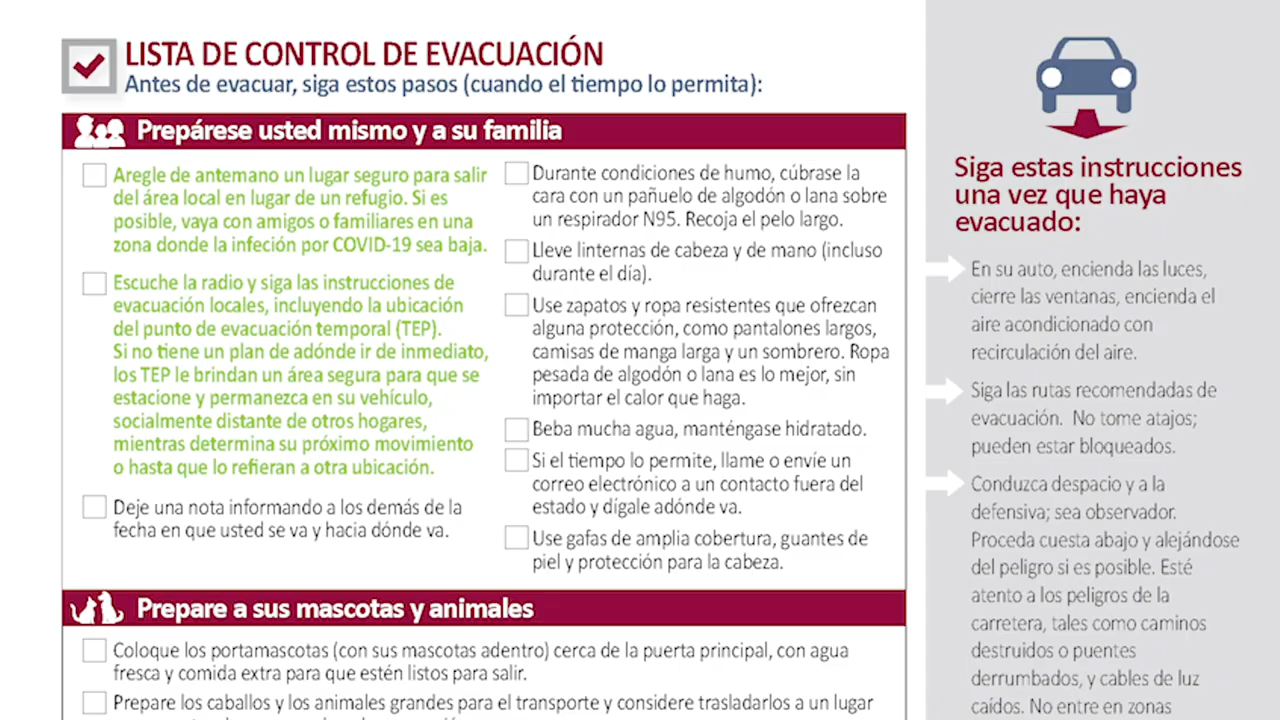 LISTA DE CONTROL DE EVACUACIÓN
Antes de evacuar, siga estos pasos (cuando el tiempo lo permita):
Prepárese usted mismo y a su familia
Aregle de antemano un lugar seguro para salir
del área local en lugar de un refugio. Si es
posible, vaya con amigos o familiares en una
zona donde la infeción por COVID-19 sea baja.
Escuche la radio y siga las instrucciones de
evacuación locales, incluyendo la ubicación
del punto de evacuación temporal (TEP).
Si no tiene un plan de adónde ir de inmediato,
los TEP le brindan un área segura para que se
estacione y permanezca en su vehículo,
socialmente distante de otros hogares,
mientras determina su próximo movimiento
o hasta que lo refieran a otra ubicación.
Deje una nota informando a los demás de la
fecha en que usted se va y hacia dónde va.
Durante condiciones de humo, cúbrase la
cara con un pañuelo de algodón o lana sobre
un respirador N95. Recoja el pelo largo.
Lleve linternas de cabeza y de mano (incluso
durante el día).
Use zapatos y ropa resistentes que ofrezcan
alguna protección, como pantalones largos,
camisas de manga larga y un sombrero. Ropa
pesada de algodón o lana es lo mejor, sin
importar el calor que haga.
Beba mucha agua, manténgase hidratado.
Si el tiempo lo permite, llame o envíe un
correo electrónico a un contacto fuera del
estado y dígale adónde va.
Use gafas de amplia cobertura, guantes de
piel y protección para la cabeza.
Prepare a sus mascotas y animales
Coloque los portamascotas (con sus mascotas adentro) cerca de la puerta principal, con agua
fresca y comida extra para que estén listos para salir.
Prepare los caballos y los animales grandes para el transporte y considere trasladarlos a un lugar
Siga estas instrucciones
una vez que haya
evacuado:
En su auto, encienda las luces,
cierre las ventanas, encienda el
aire acondicionado con
recirculación del aire.
Siga las rutas recomendadas de
evacuación. No tome atajos;
pueden estar bloqueados.
Conduzca despacio y a la
defensiva; sea observador.
Proceda cuesta abajo y alejándose
del peligro si es posible. Esté
atento a los peligros de la
carretera, tales como caminos
destruidos o puentes
derrumbados, y cables de luz
caídos. No entre en zonas